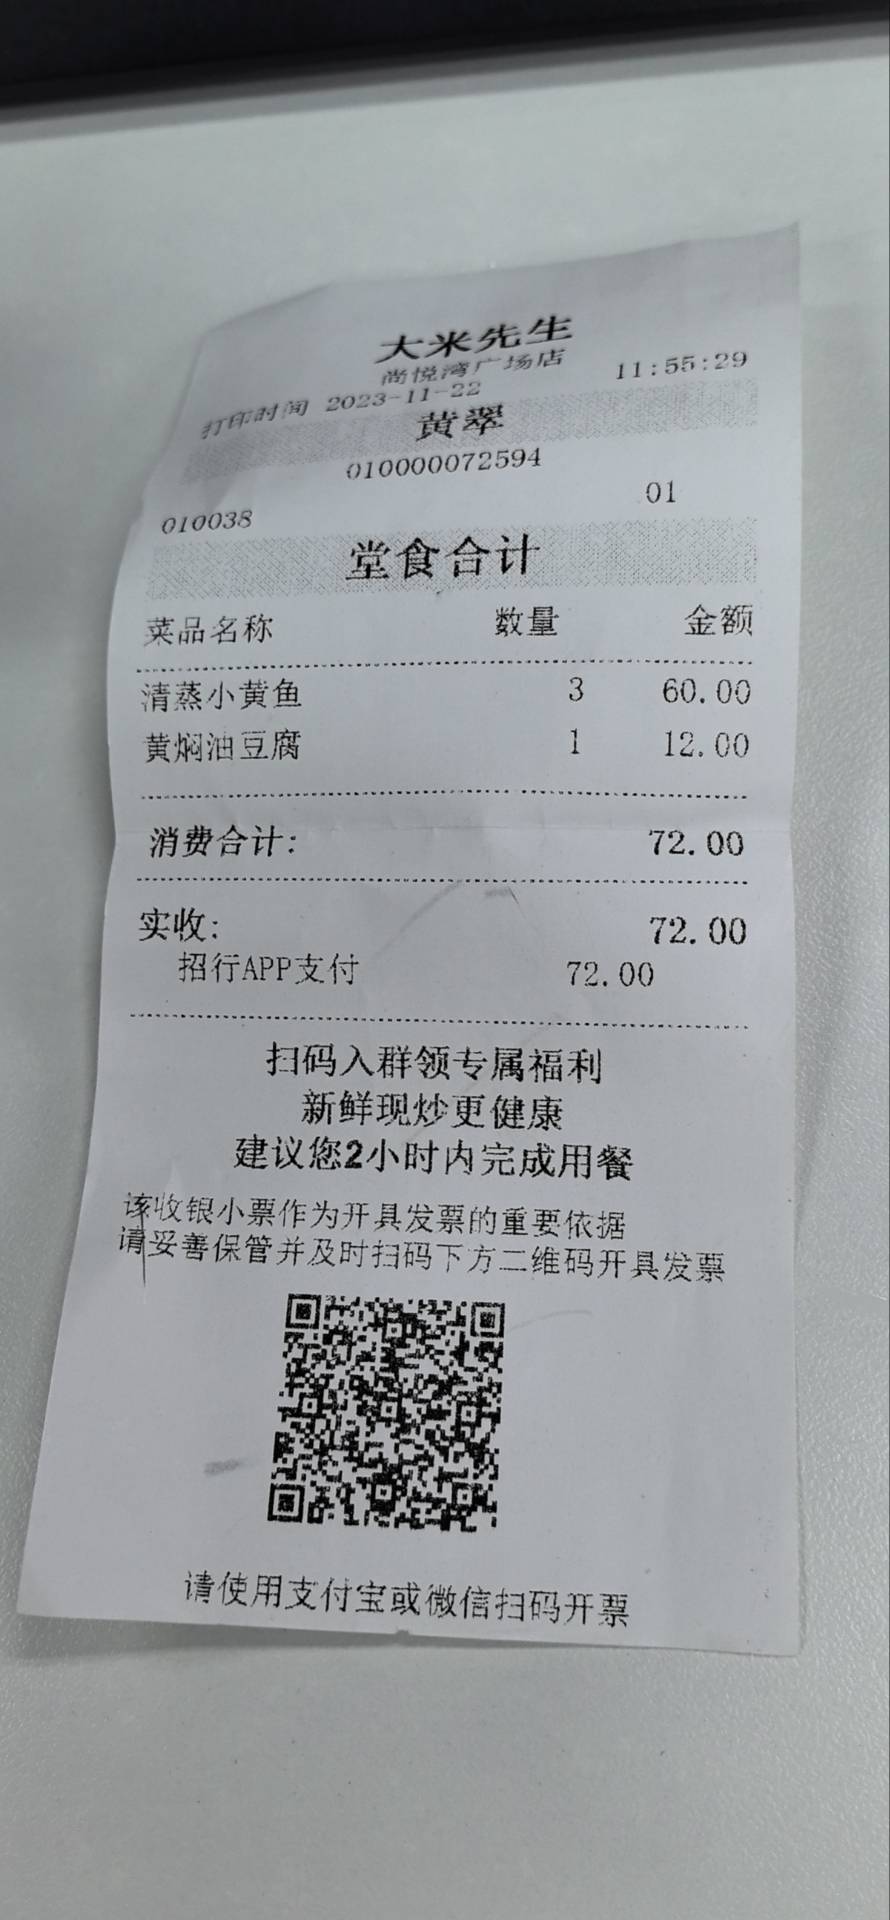 大米先生
尚悦湾广场店
打印时间 2023-11-22 11:55:29
黄翠
010000072594
010038 01
堂食合计
菜品名称 数量 金额
清蒸小黄鱼 3 60.00
黄焖油豆腐 1 12.00
消费合计: 72.00
实收: 72.00
招行APP支付 72.00
扫码入群领专属福利
新鲜现炒更健康
建议您2小时内完成用餐
该收银小票作为开具发票的重要依据
请妥善保管并及时扫码下方二维码开具发票
请使用支付宝或微信扫码开票